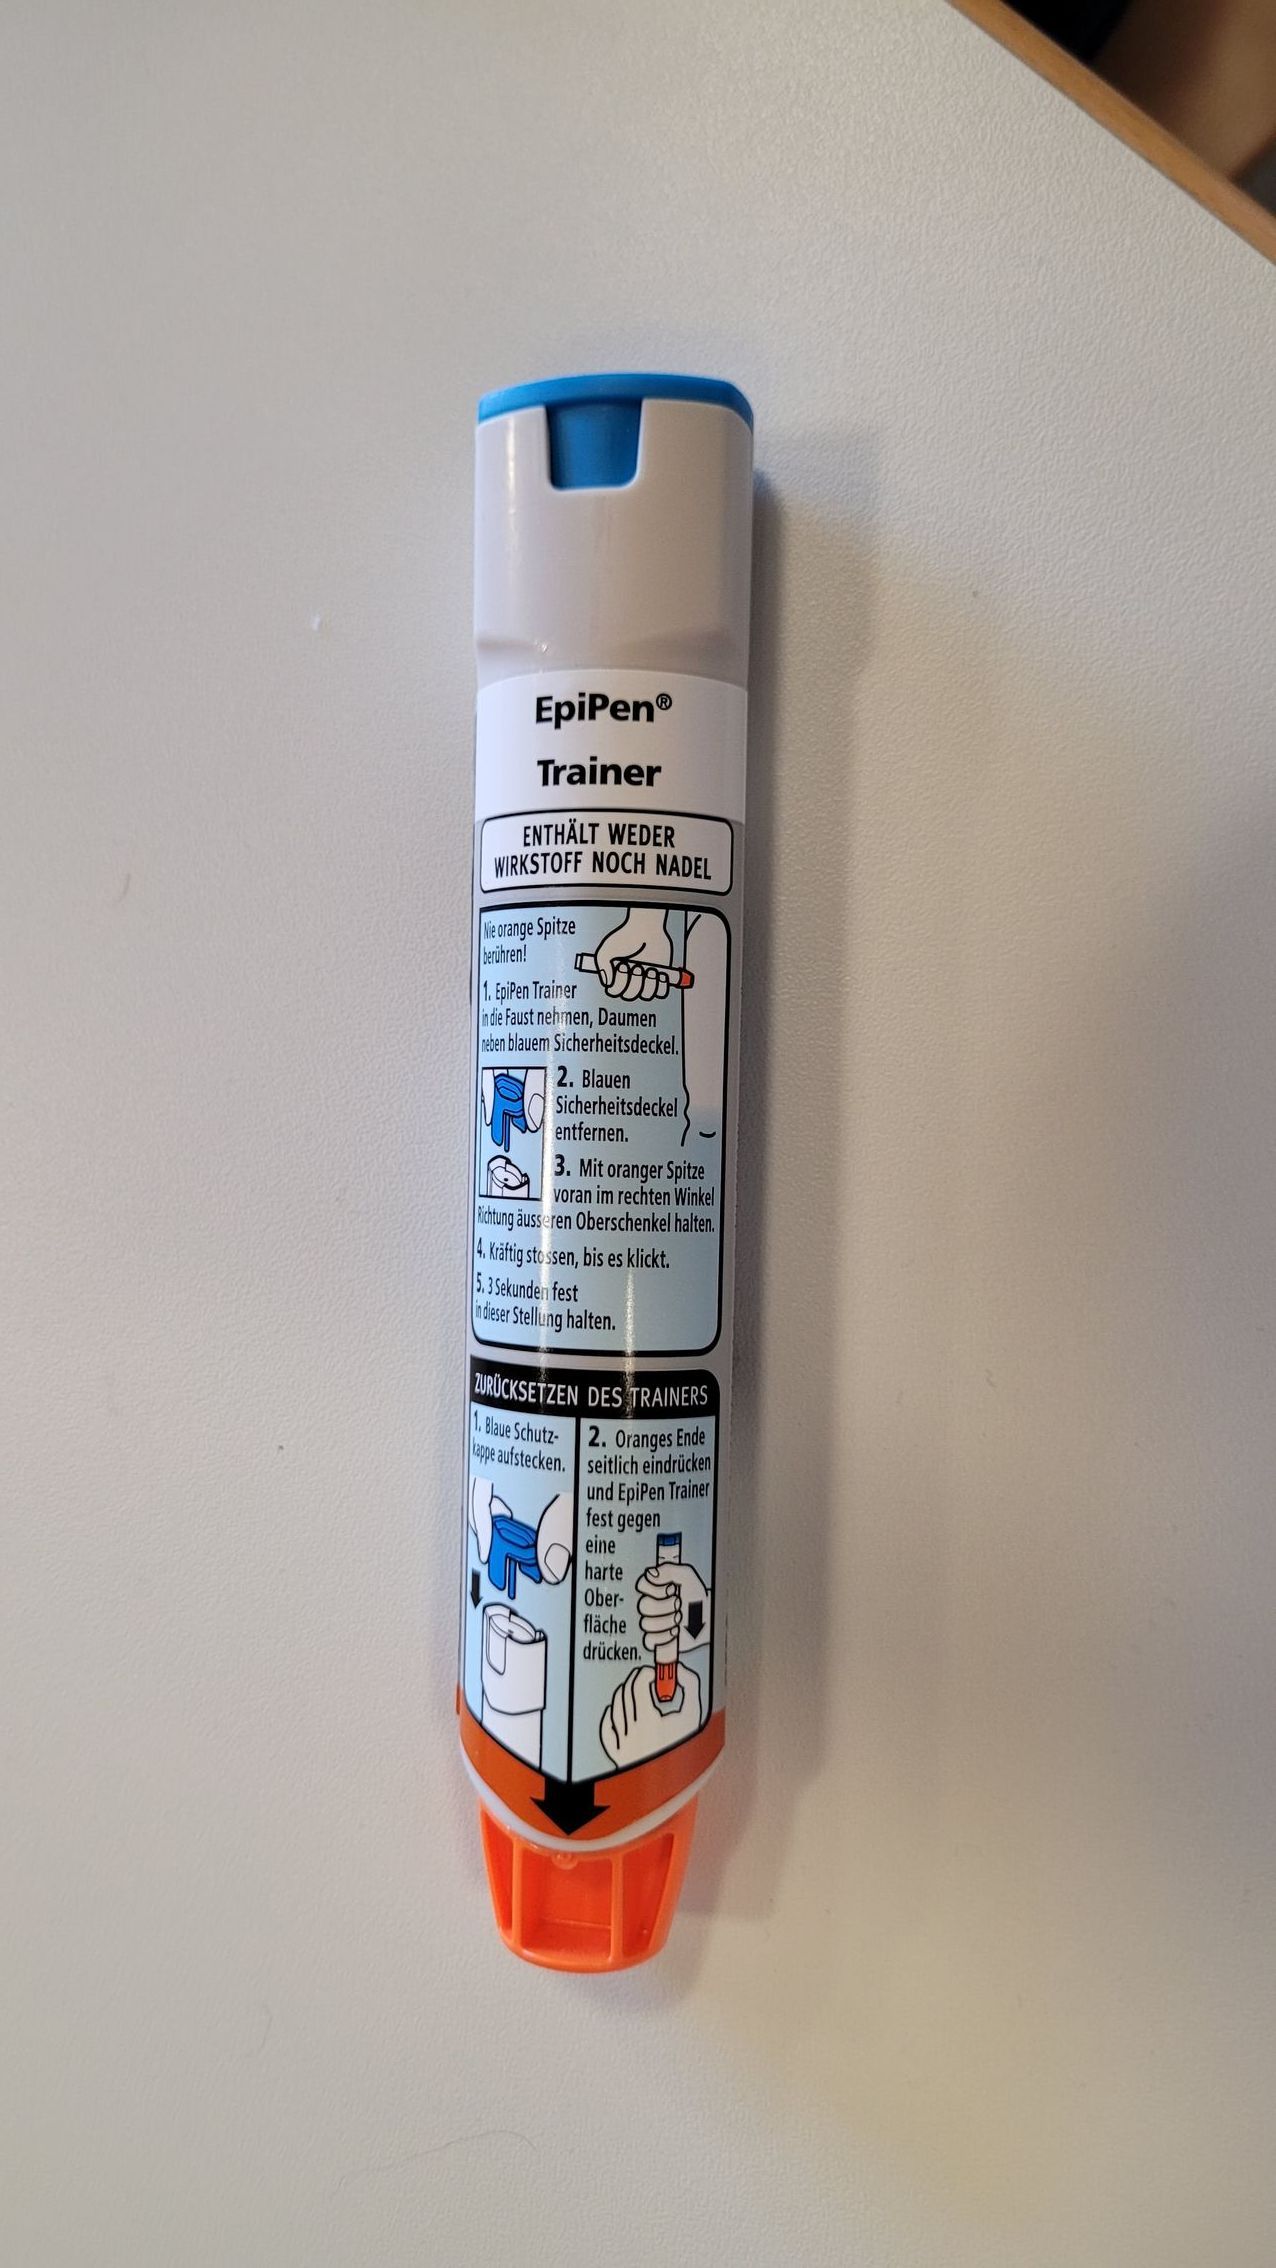 EpiPen®
Trainer
ENTHÄLT WEDER
WIRKSTOFF NOCH NADEL
Nie orange Spitze
berühren!
1. EpiPen Trainer
in die Faust nehmen, Daumen
neben blauem Sicherheitsdeckel.
2. Blauen
Sicherheitsdeckel
entfernen.
3. Mit oranger Spitze
voran im rechten Winkel
Richtung äusseren Oberschenkel halten.
4. Kräftig stossen, bis es klickt.
5. 3 Sekunden fest
in dieser Stellung halten.
ZURÜCKSETZEN DES TRAINERS
1. Blaue Schutz-
kappe aufstecken.
2. Oranges Ende
seitlich eindrücken
und EpiPen Trainer
fest gegen
eine
harte
Ober-
fläche
drücken.